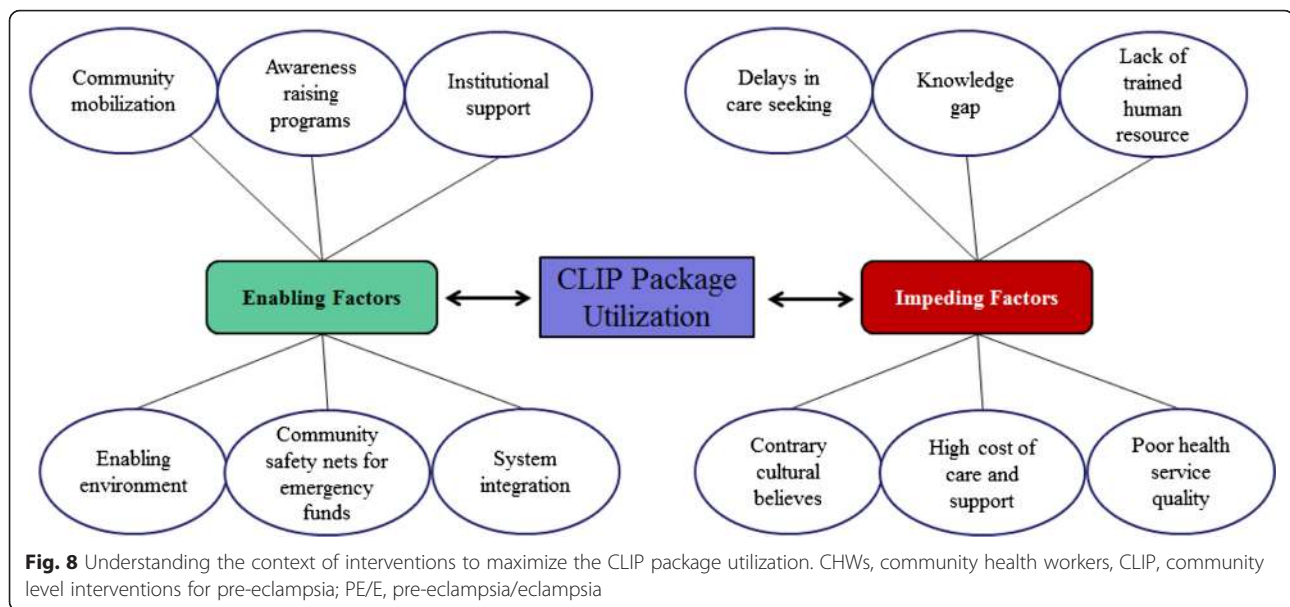 Community
mobilization
Awareness
raising
programs
Institutional
support
Delays in
care seeking
Knowledge
gap
Lack of
trained
human
resource
Enabling Factors
CLIP Package
Utilization
Impeding Factors
Enabling
environment
Community
safety nets for
emergency
funds
System
integration
Contrary
cultural
believes
High cost of
care and
support
Poor health
service
quality
Fig. 8 Understanding the context of interventions to maximize the CLIP package utilization. CHWs, community health workers, CLIP, community
level interventions for pre-eclampsia; PE/E, pre-eclampsia/eclampsia